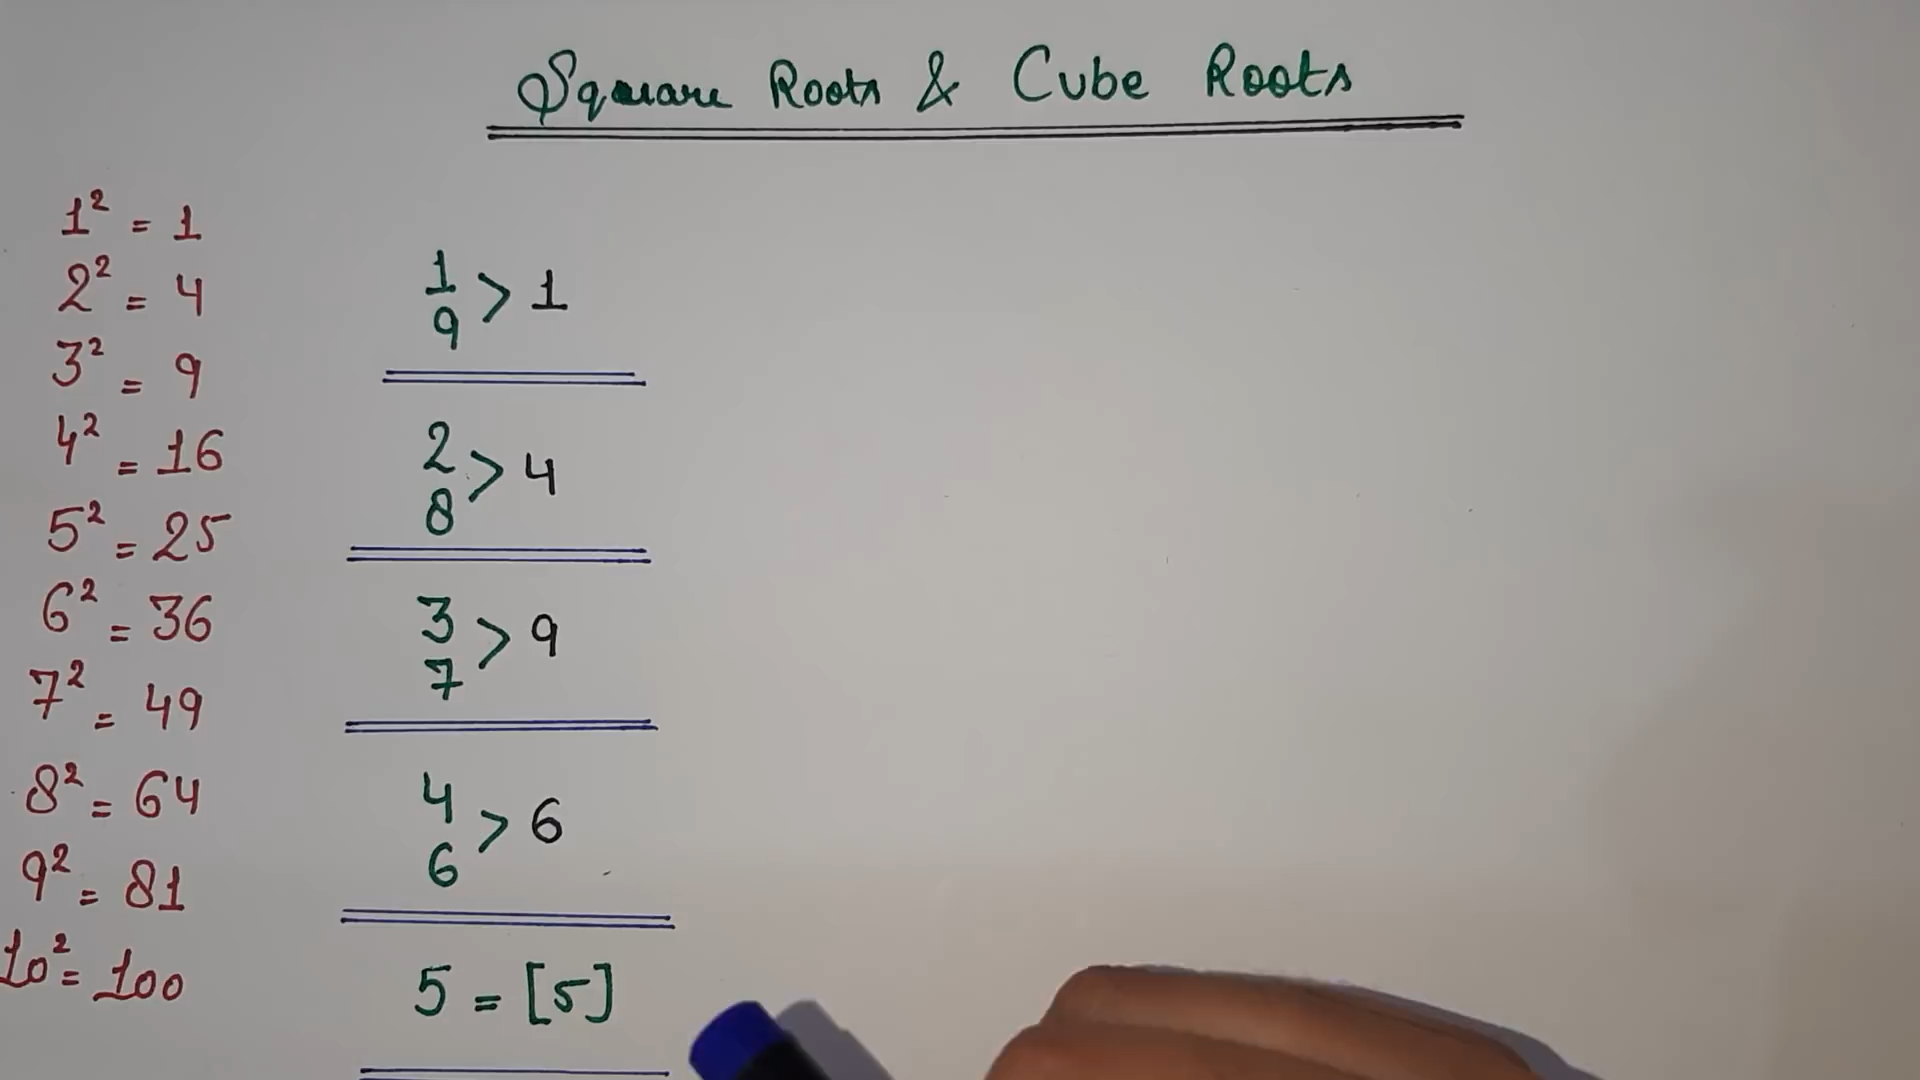 Square Roots & Cube Roots
1² = 1
2² = 4
3² = 9
4² = 16
5² = 25
6² = 36
7² = 49
8² = 64
9² = 81
10² = 100
1
9 > 1
2
8 > 4
3
7 > 9
4
6 > 6
5 = [5]